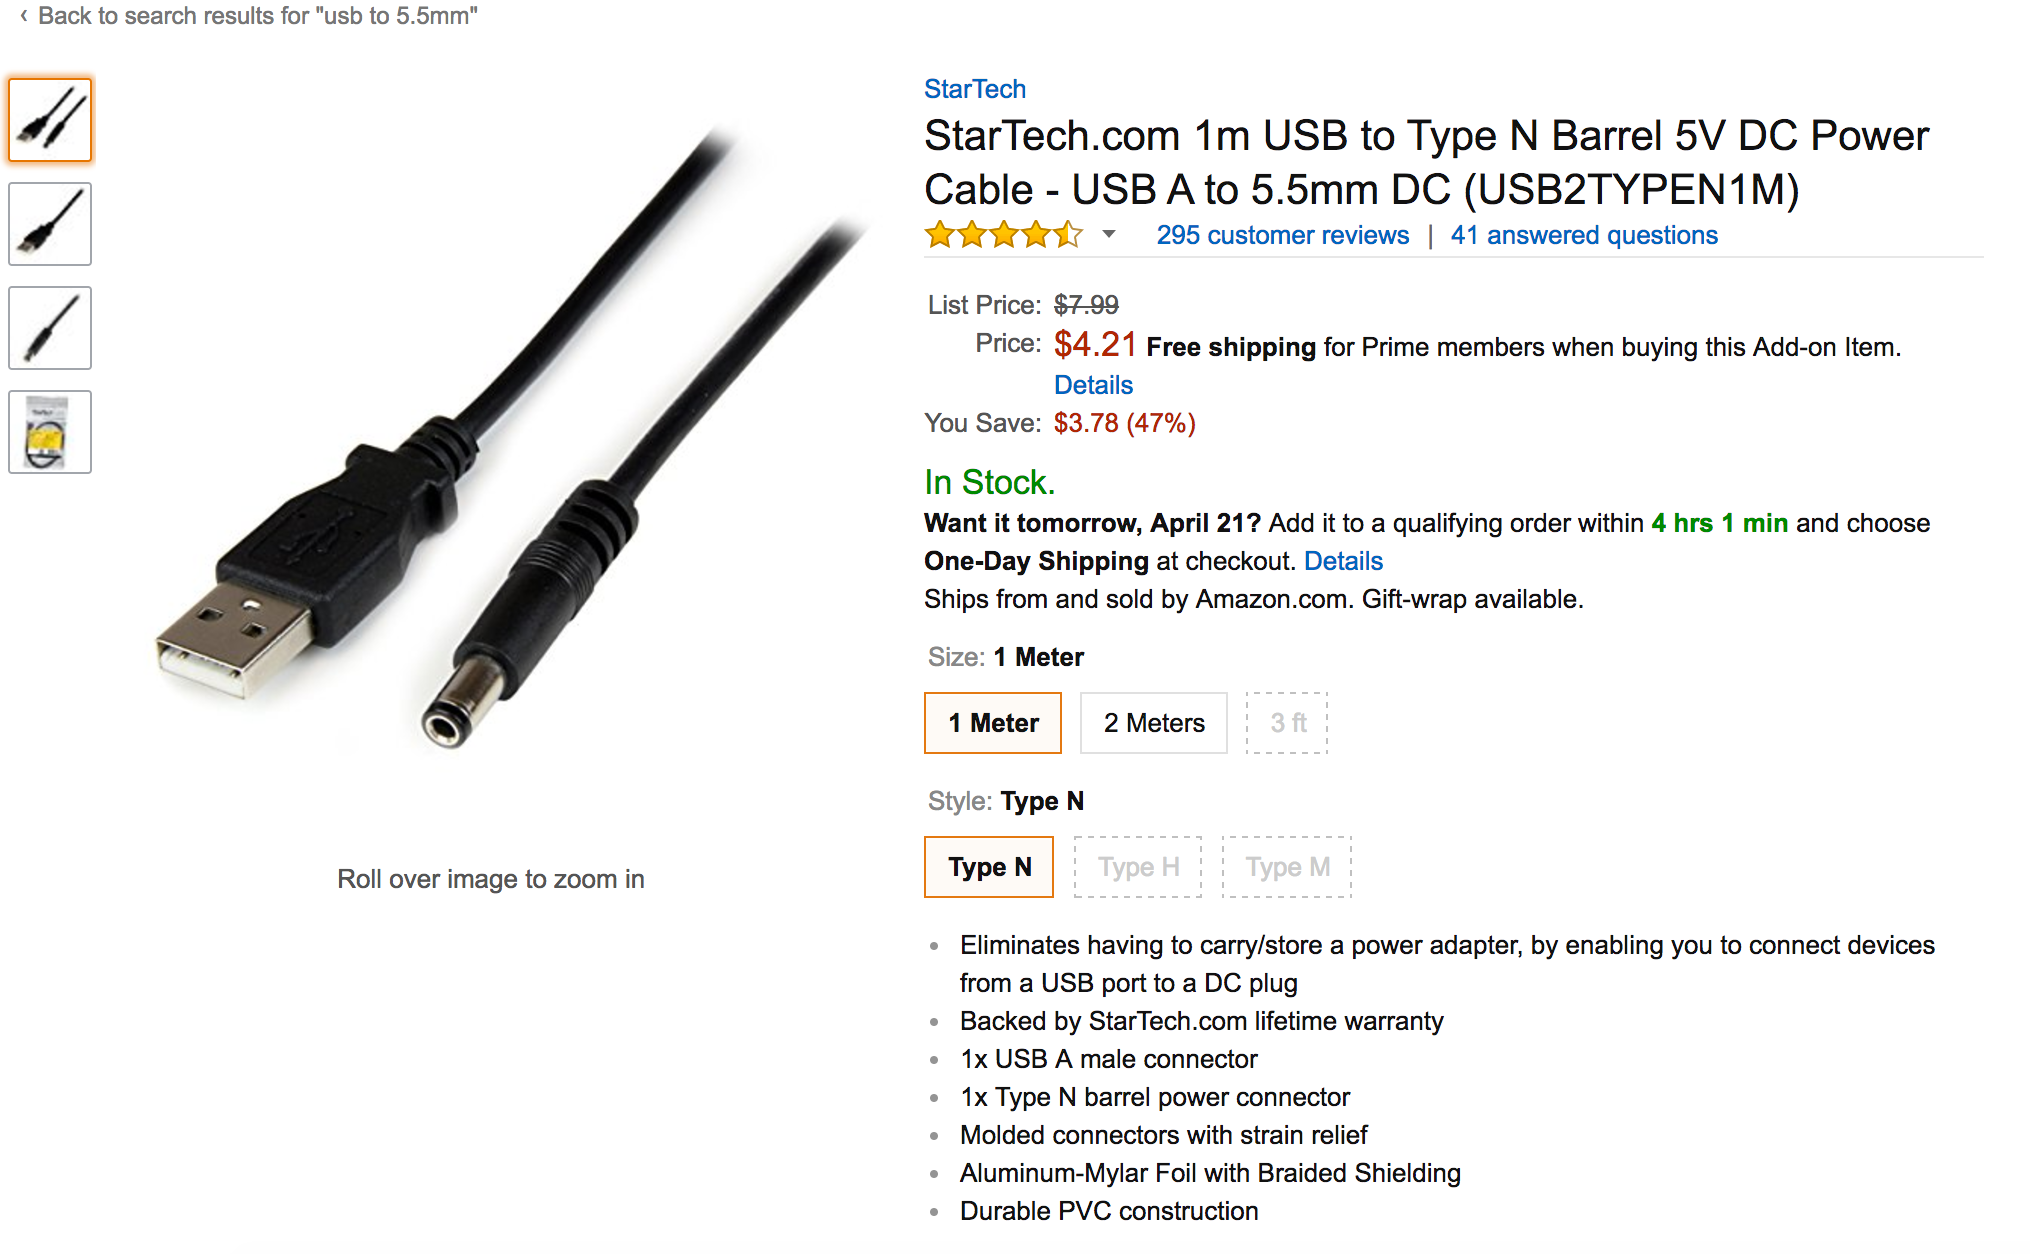 ‹ Back to search results for "usb to 5.5mm"
StarTech
StarTech.com 1m USB to Type N Barrel 5V DC Power
Cable - USB A to 5.5mm DC (USB2TYPEN1M)
295 customer reviews | 41 answered questions
List Price: $7.99
Price: $4.21 Free shipping for Prime members when buying this Add-on Item.
Details
You Save: $3.78 (47%)
In Stock.
Want it tomorrow, April 21? Add it to a qualifying order within 4 hrs 1 min and choose
One-Day Shipping at checkout. Details
Ships from and sold by Amazon.com. Gift-wrap available.
Size: 1 Meter
1 Meter 2 Meters 3 ft
Style: Type N
Type N Type H Type M
Roll over image to zoom in
• Eliminates having to carry/store a power adapter, by enabling you to connect devices
from a USB port to a DC plug
• Backed by StarTech.com lifetime warranty
• 1x USB A male connector
• 1x Type N barrel power connector
• Molded connectors with strain relief
• Aluminum-Mylar Foil with Braided Shielding
• Durable PVC construction